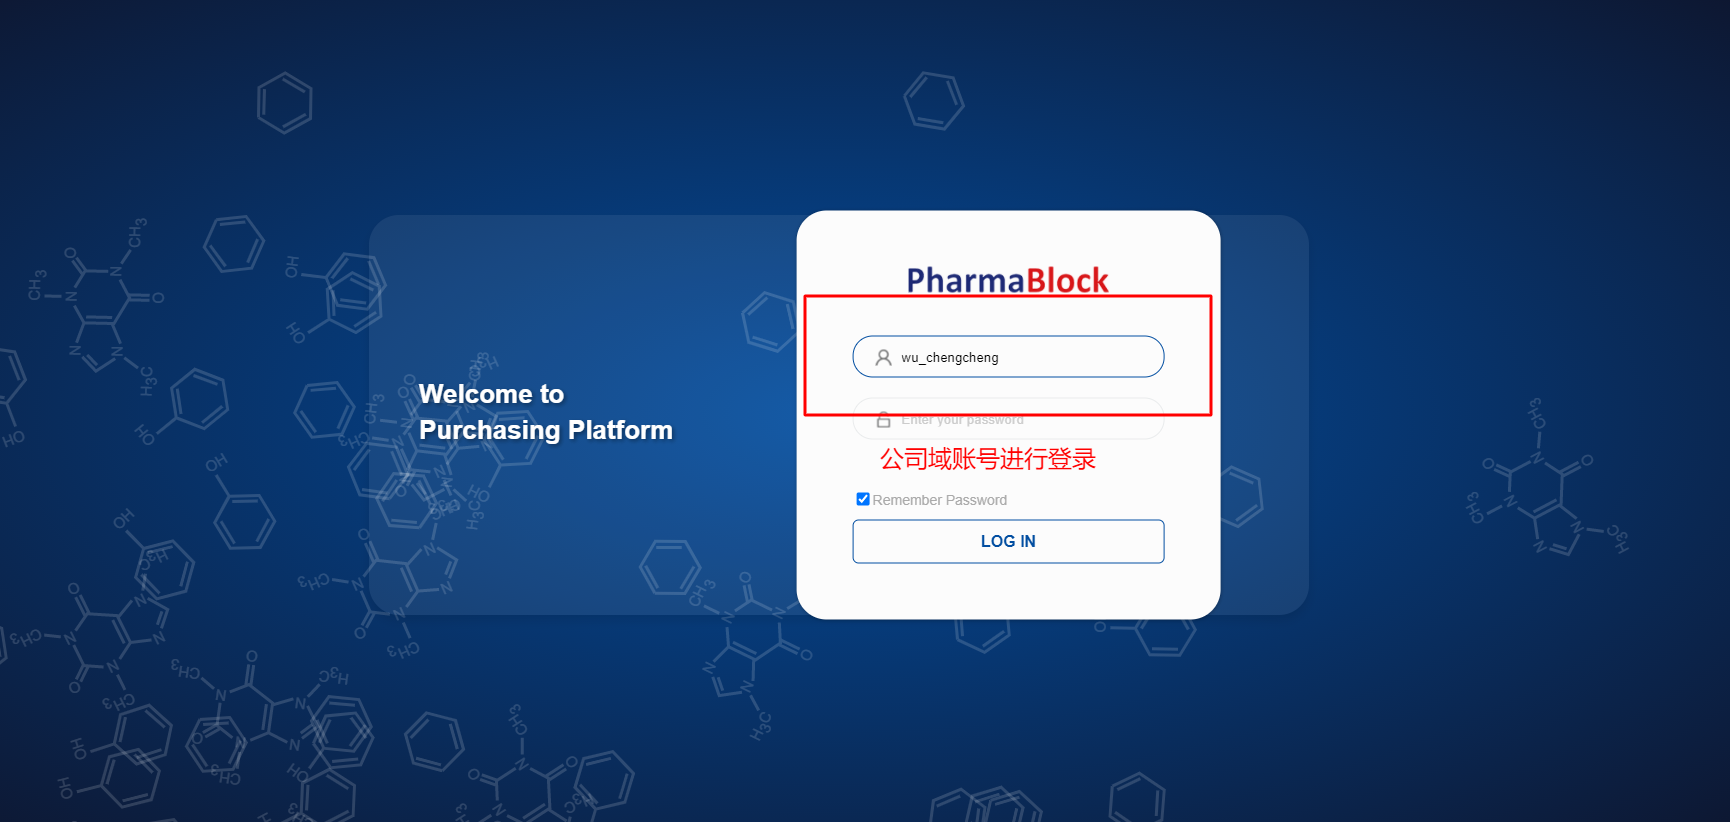 PharmaBlock
Welcome to
Purchasing Platform
wu_chengcheng
Enter your password
公司域账号进行登录
Remember Password
LOG IN